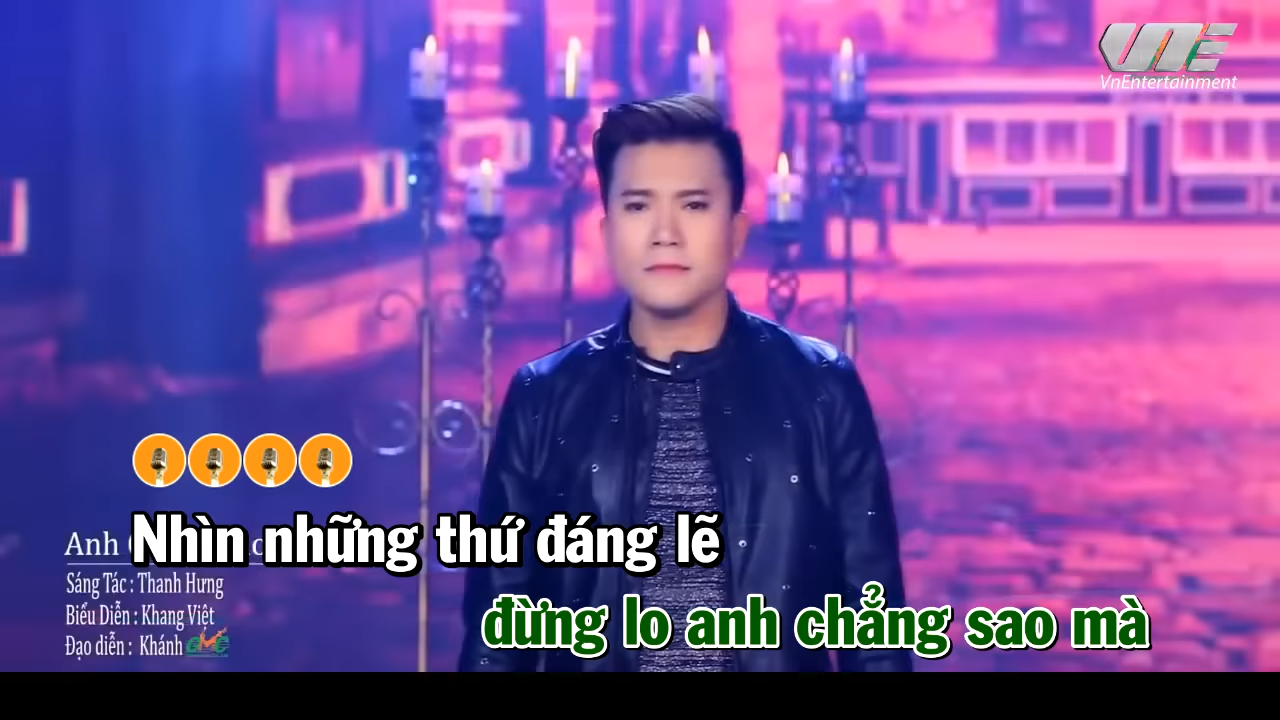 VNE
VnEntertainment
Anh
Nhìn những thứ đáng lẽ
Sáng Tác : Thanh Hưng
Biểu Diễn : Khang Việt
đừng lo anh chẳng sao mà
Đạo diễn : Khánh